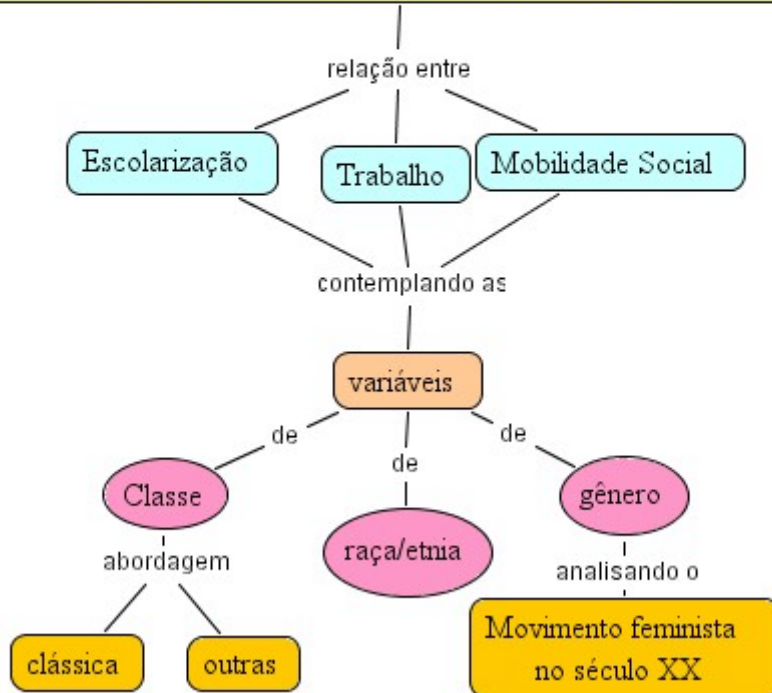 relação entre
Escolarização
Trabalho
Mobilidade Social
contemplando as
variáveis
de
de
de
Classe
raça/etnia
gênero
abordagem
analisando o
clássica
outras
Movimento feminista
no século XX